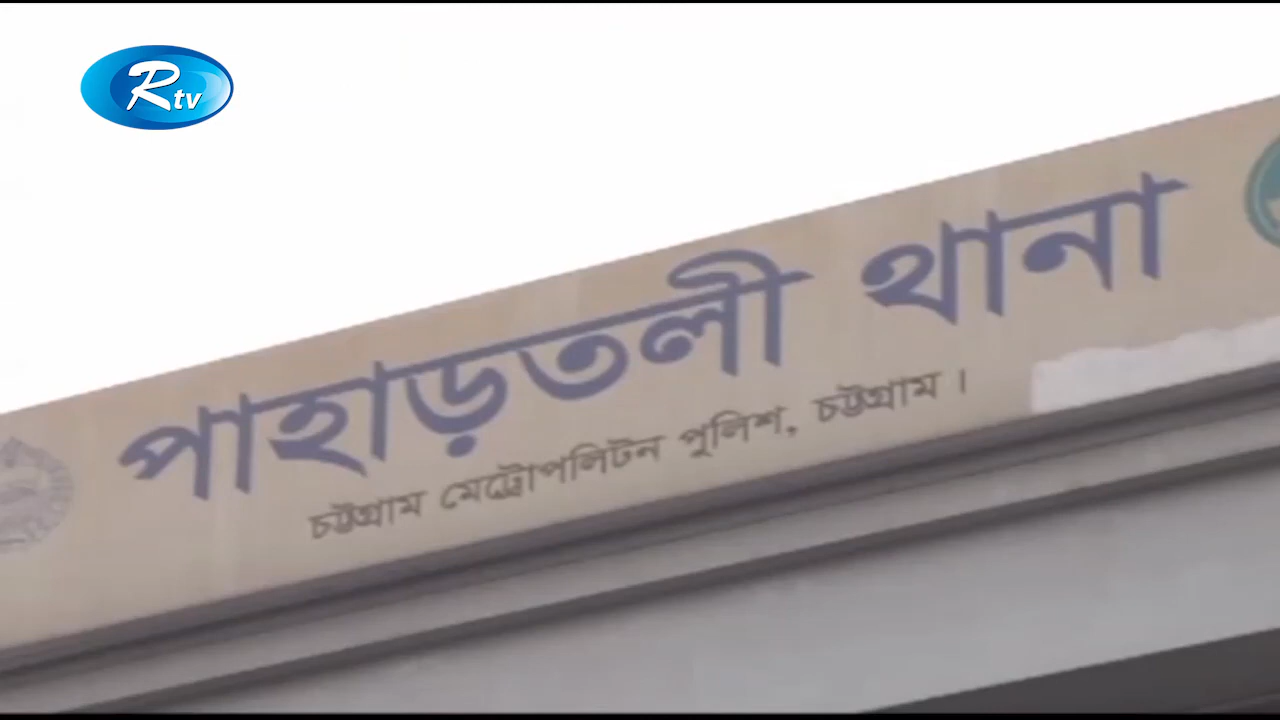 Rtv
পাহাড়তলী থানা
চট্টগ্রাম মেট্রোপলিটন পুলিশ, চট্টগ্রাম।